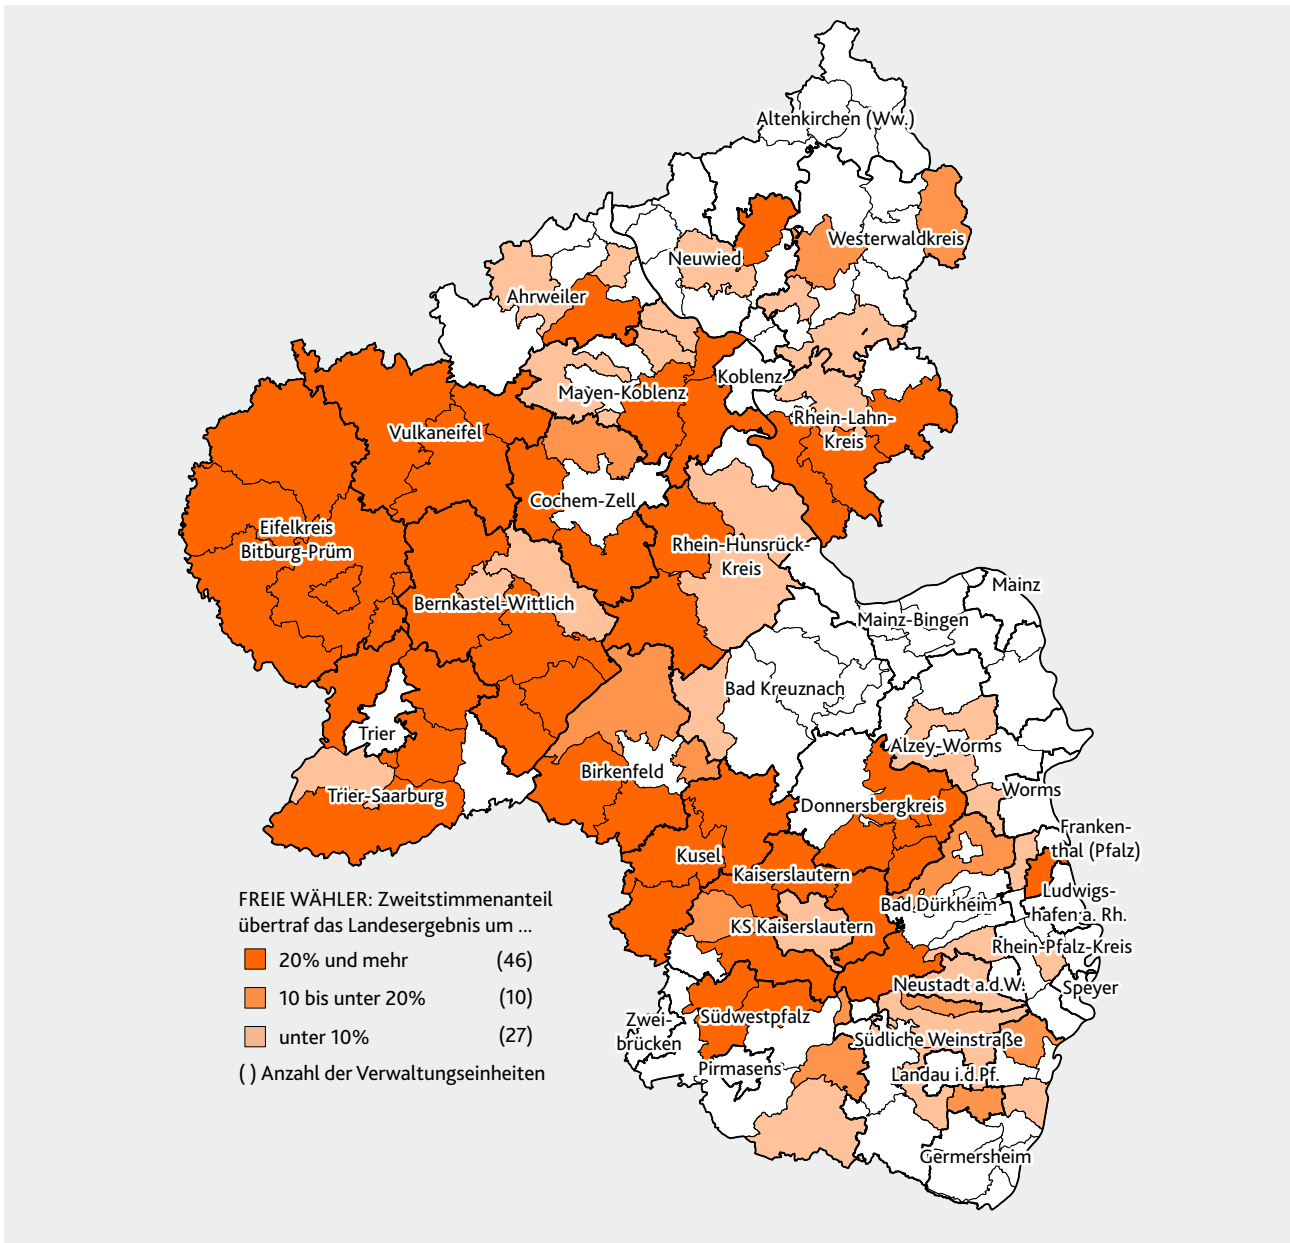 Altenkirchen (Ww.)
Westerwaldkreis
Neuwied
Ahrweiler
Koblenz
Mayen-Koblenz
Rhein-Lahn-
Kreis
Vulkaneifel
Cochem-Zell
Eifelkreis
Bitburg-Prüm
Rhein-Hunsrück-
Kreis
Mainz
Bernkastel-Wittlich
Mainz-Bingen
Bad Kreuznach
Trier
Alzey-Worms
Birkenfeld
Worms
Trier-Saarburg
Donnersbergkreis
Franken-
thal (Pfalz)
Kusel
Kaiserslautern
Ludwigs-
hafen a. Rh.
Bad Dürkheim
KS Kaiserslautern
Rhein-Pfalz-Kreis
Neustadt a.d.W.
Speyer
Südwestpfalz
Zwei-
brücken
Südliche Weinstraße
Pirmasens
Landau i.d.Pf.
Germersheim
FREIE WÄHLER: Zweitstimmenanteil
übertraf das Landesergebnis um ...
20% und mehr (46)
10 bis unter 20% (10)
unter 10% (27)
( ) Anzahl der Verwaltungseinheiten